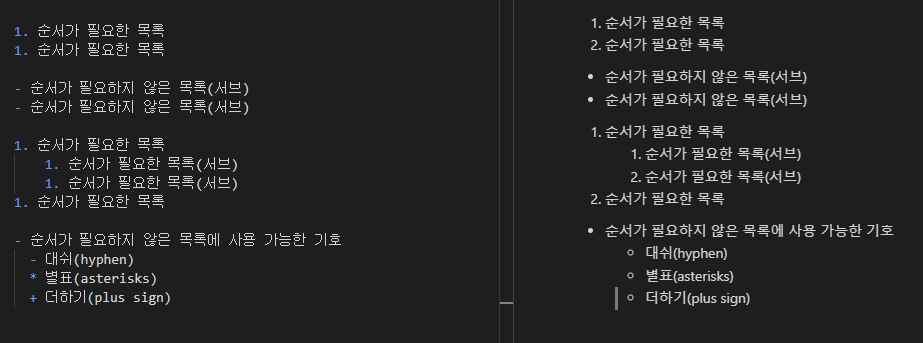 1. 순서가 필요한 목록
1. 순서가 필요한 목록
- 순서가 필요하지 않은 목록(서브)
- 순서가 필요하지 않은 목록(서브)
1. 순서가 필요한 목록
1. 순서가 필요한 목록(서브)
1. 순서가 필요한 목록(서브)
1. 순서가 필요한 목록
- 순서가 필요하지 않은 목록에 사용 가능한 기호
- 대쉬(hyphen)
* 별표(asterisks)
+ 더하기(plus sign)
1. 순서가 필요한 목록
2. 순서가 필요한 목록
• 순서가 필요하지 않은 목록(서브)
• 순서가 필요하지 않은 목록(서브)
1. 순서가 필요한 목록
1. 순서가 필요한 목록(서브)
2. 순서가 필요한 목록(서브)
2. 순서가 필요한 목록
• 순서가 필요하지 않은 목록에 사용 가능한 기호
◦ 대쉬(hyphen)
◦ 별표(asterisks)
◦ 더하기(plus sign)